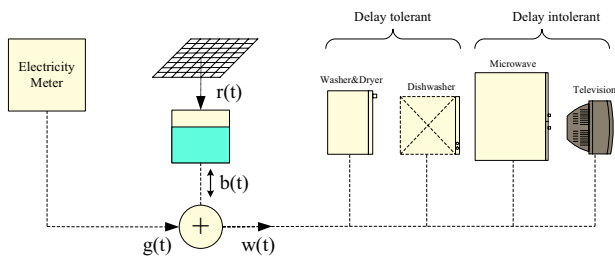 Delay tolerant
Delay intolerant
Electricity
Meter
r(t)
Washer&Dryer
Dishwasher
Microwave
Television
b(t)
+
g(t)
w(t)